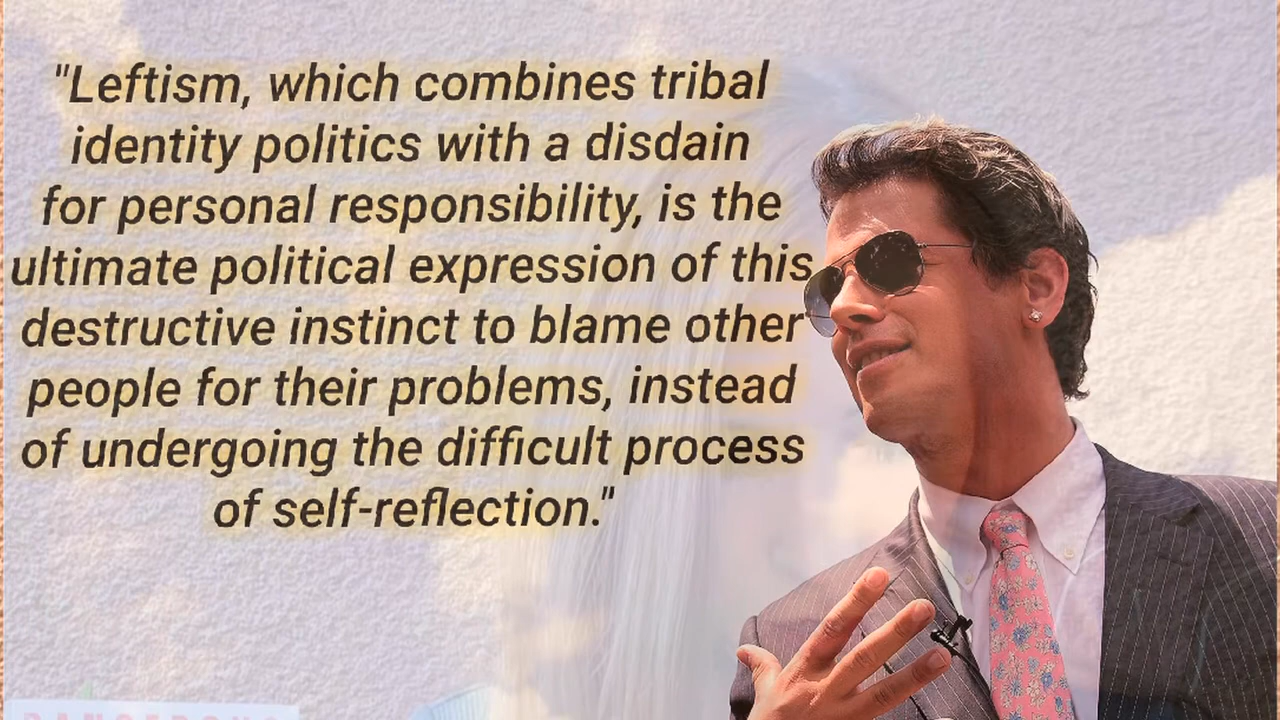 "Leftism, which combines tribal
identity politics with a disdain
for personal responsibility, is the
ultimate political expression of this
destructive instinct to blame other
people for their problems, instead
of undergoing the difficult process
of self-reflection."
DANGEROUS